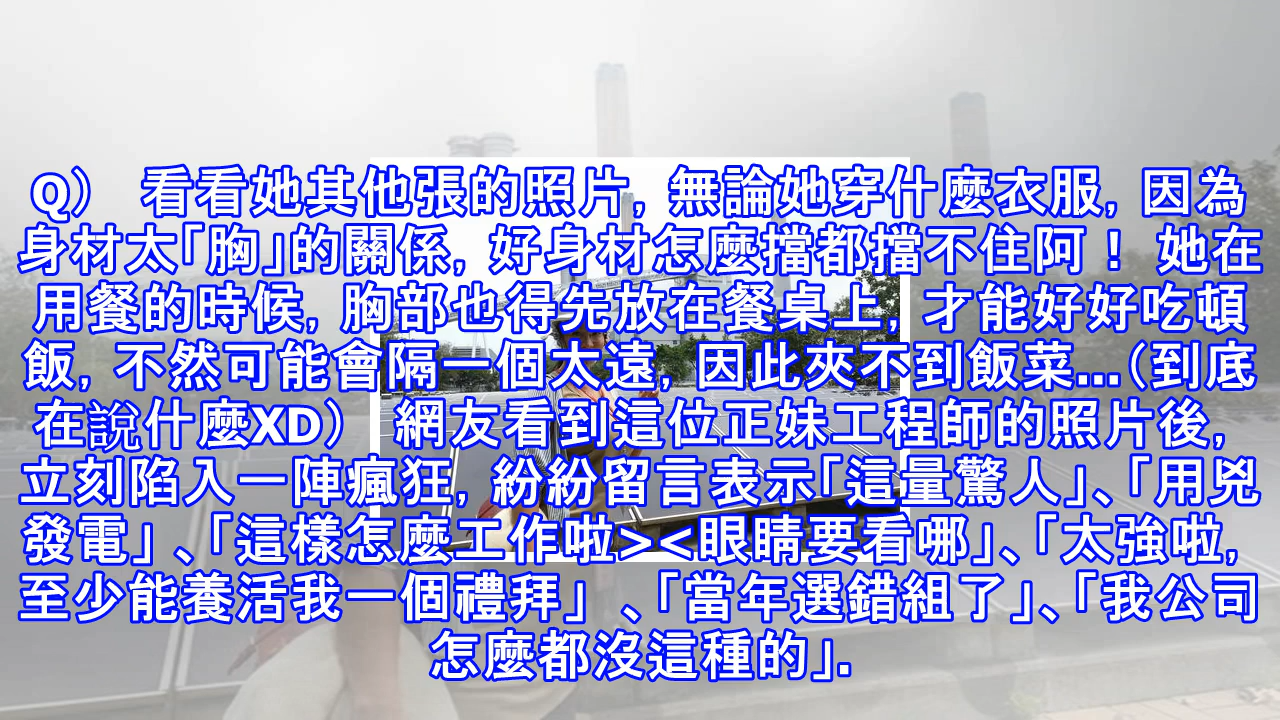 Q） 看看她其他張的照片, 無論她穿什麼衣服, 因為
身材太「胸」的關係, 好身材怎麼擋都擋不住阿！ 她在
用餐的時候, 胸部也得先放在餐桌上, 才能好好吃頓
飯, 不然可能會隔一個太遠, 因此夾不到飯菜...（到底
在說什麼XD） 網友看到這位正妹工程師的照片後,
立刻陷入一陣瘋狂, 紛紛留言表示「這量驚人」、「用兇
發電」 、「這樣怎麼工作啦><眼睛要看哪」、「太強啦,
至少能養活我一個禮拜」 、「當年選錯組了」、「我公司
怎麼都沒這種的」.